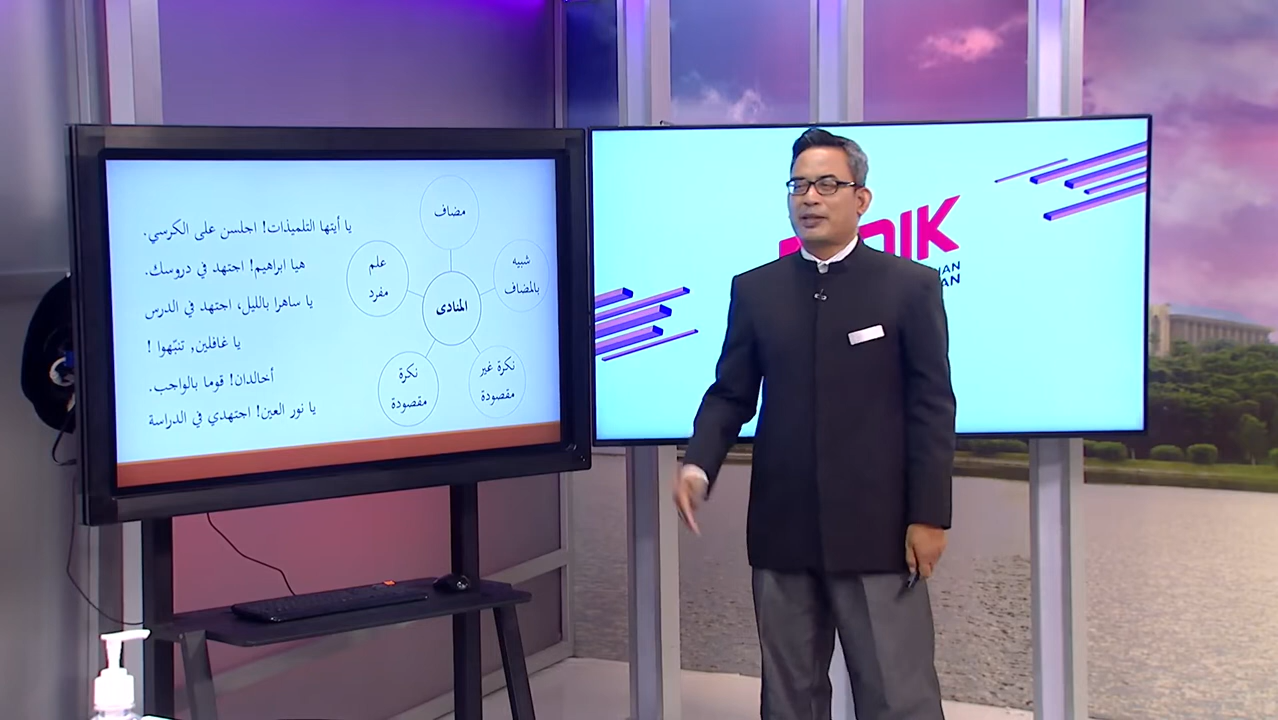 يا أيتها التلميذات! اجلسن على الكرسي.
هيا ابراهيم! اجتهد في دروسك.
يا ساهرا بالليل، اجتهد في الدرس
يا غافلين, تنبّهوا !
أخالدان! قوما بالواجب.
يا نور العين! اجتهدي في الدراسة
مضاف
شبيه
بالمضاف
علم
مفرد
المنادى
نكرة غير
مقصودة
نكرة
مقصودة